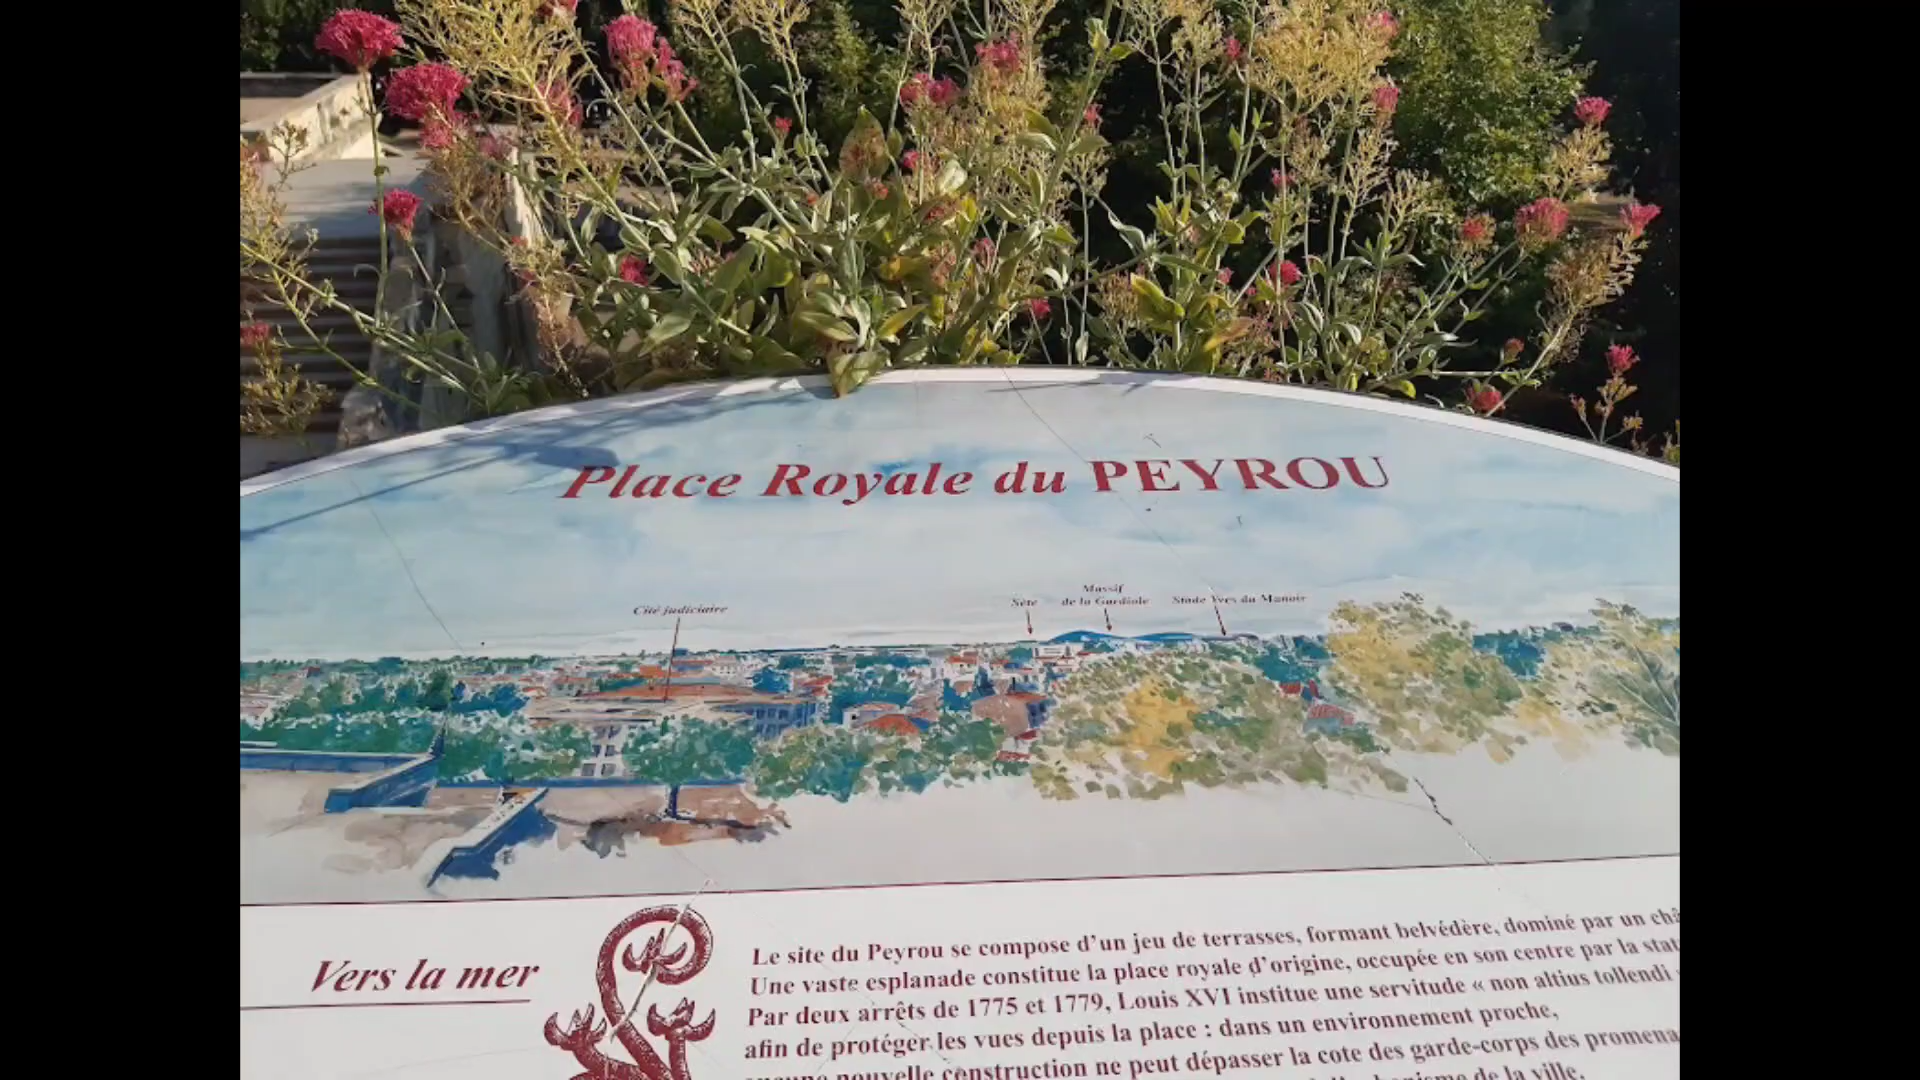 Place Royale du PEYROU
Cité judiciaire
Sète
Massif
de la Gardiole
Stade Yves du Manoir
Vers la mer
Le site du Peyrou se compose d’un jeu de terrasses, formant belvédère, dominé par un
Une vaste esplanade constitue la place royale d’origine, occupée en son centre par la
Par deux arrêts de 1775 et 1779, Louis XVI institue une servitude « non altius tollendi
afin de protéger les vues depuis la place : dans un environnement proche,
nouvelle construction ne peut dépasser la cote des garde-corps des
de la ville,